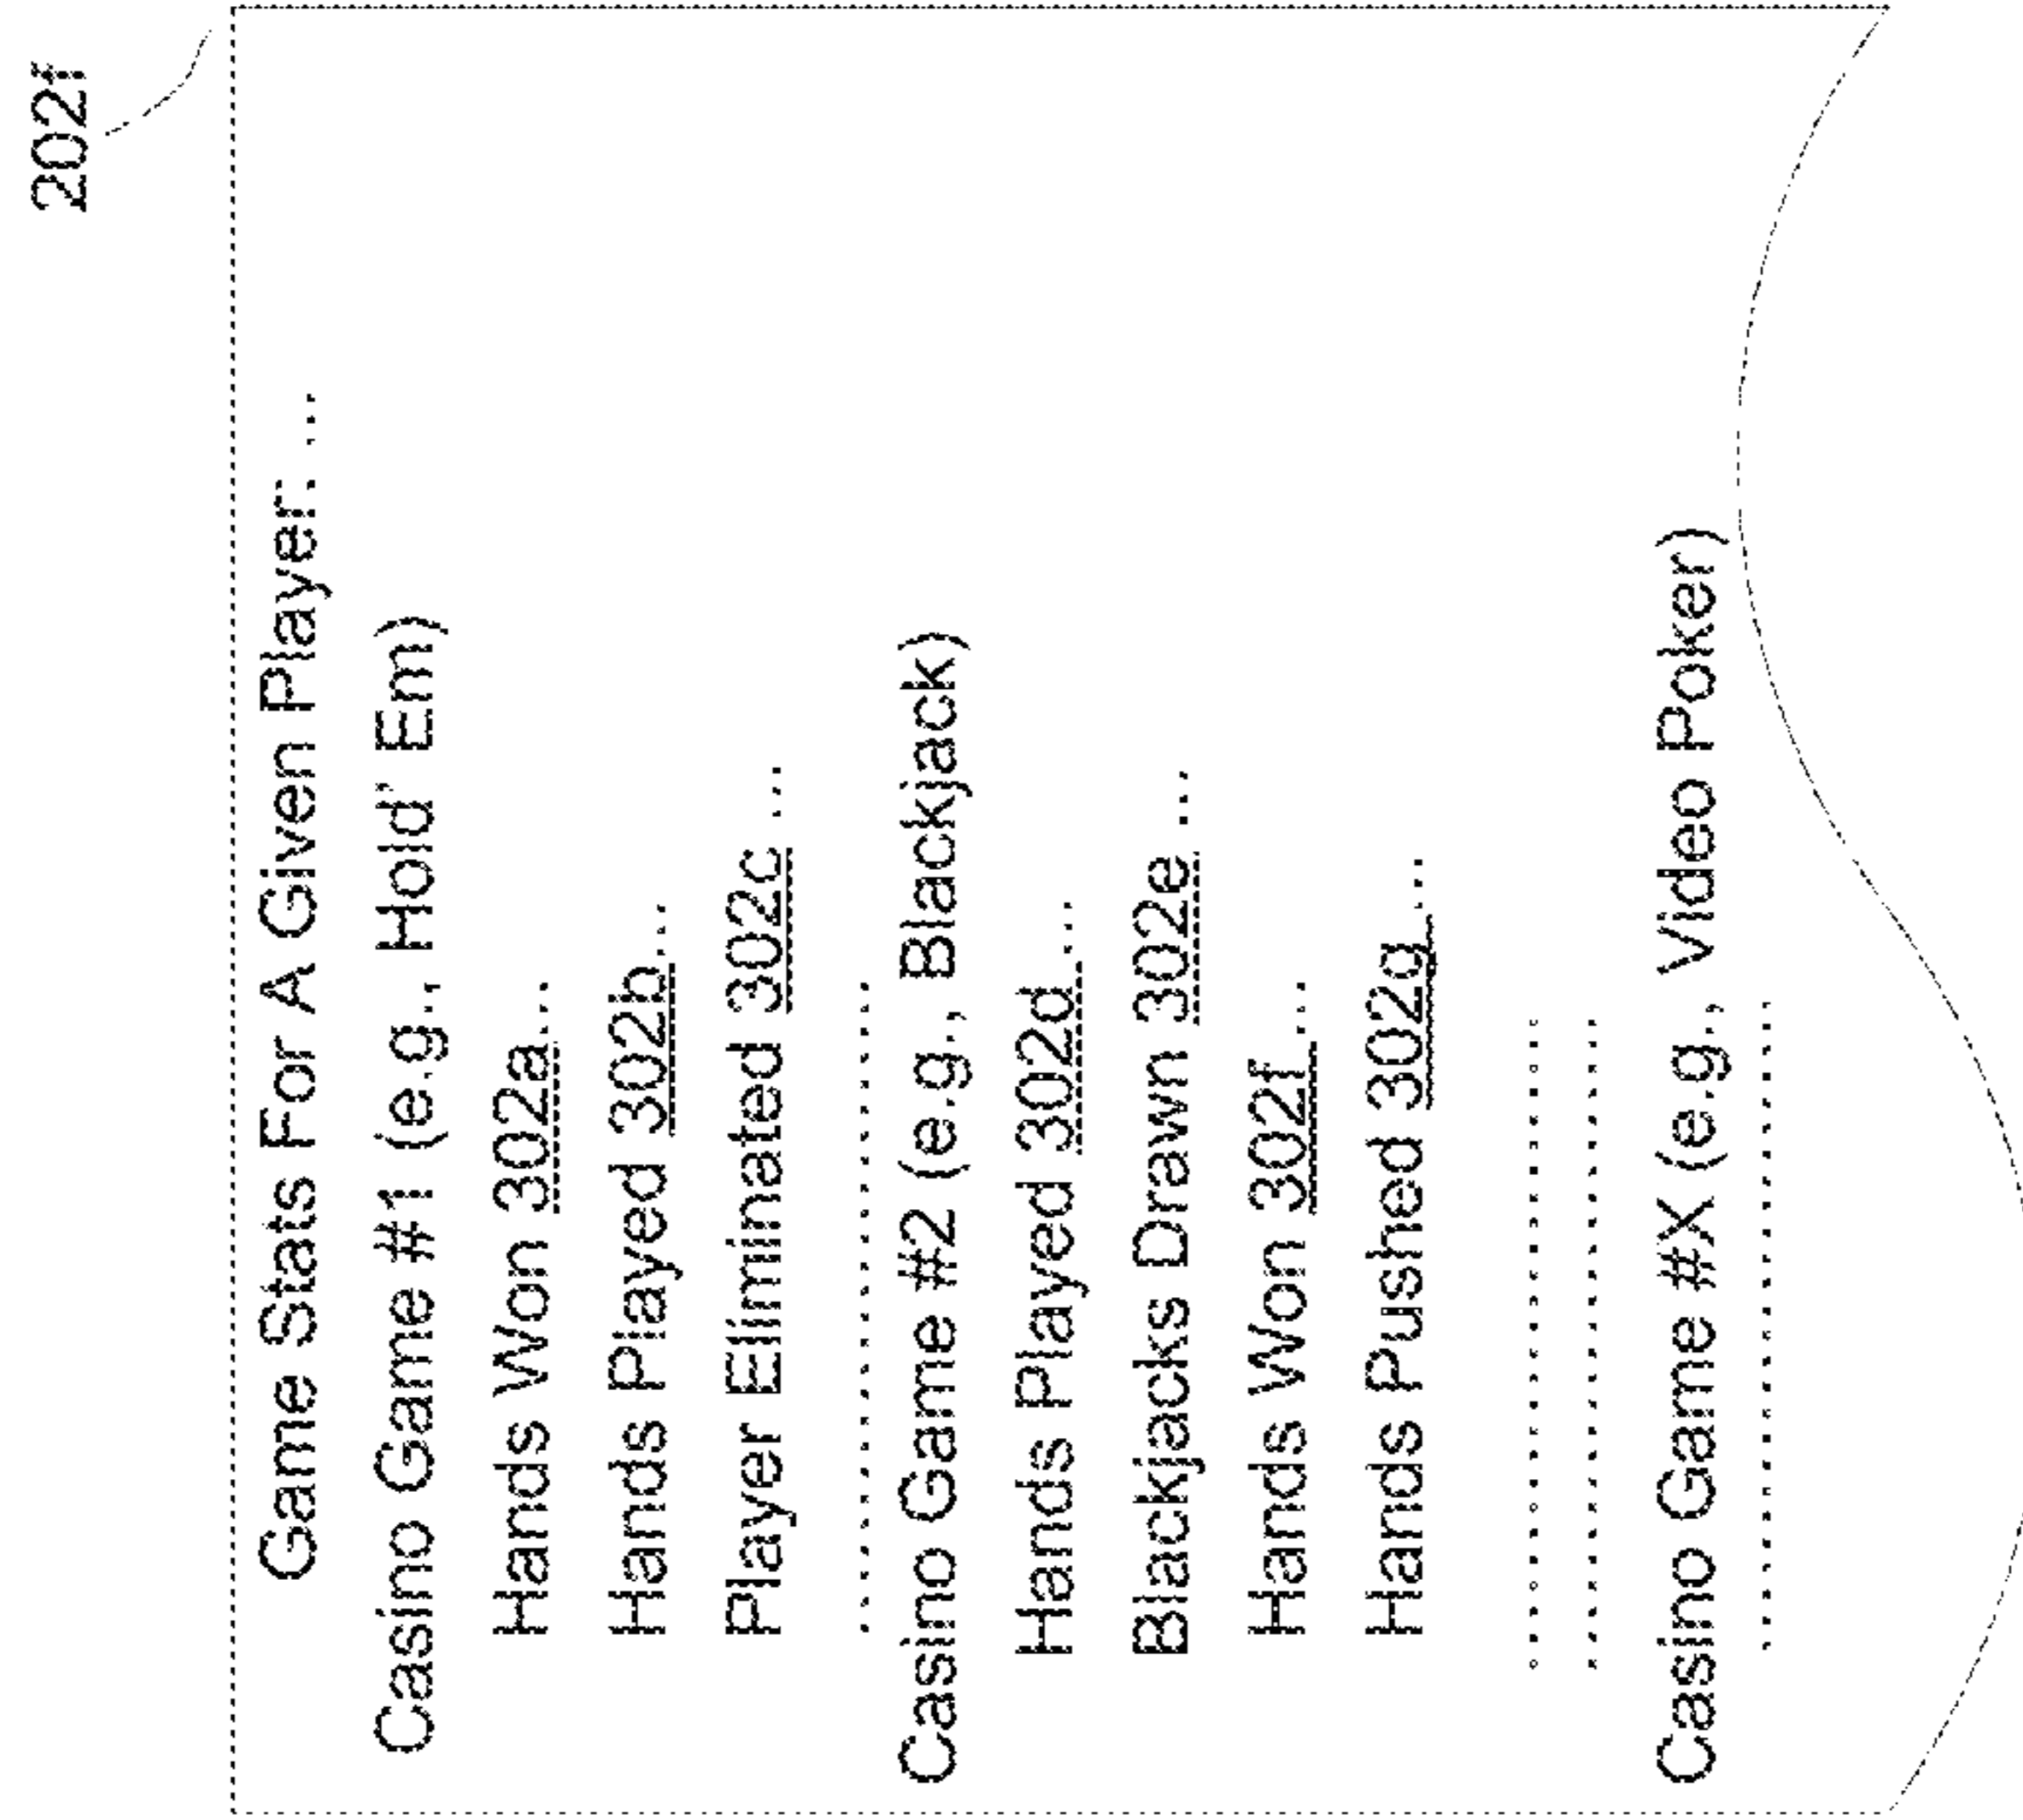 202f
Game Stats For A Given Player: ...
Casino Game #1 (e.g., Hold' Em)
Hands Won 302a...
Hands Played 302b...
Player Eliminated 302c ...
..............................
Casino Game #2 (e.g., Blackjack)
Hands Played 302d...
Blackjacks Drawn 302e ...
Hands Won 302f...
Hands Pushed 302g...
..............................
..............................
Casino Game #X (e.g., Video Poker)
..............................